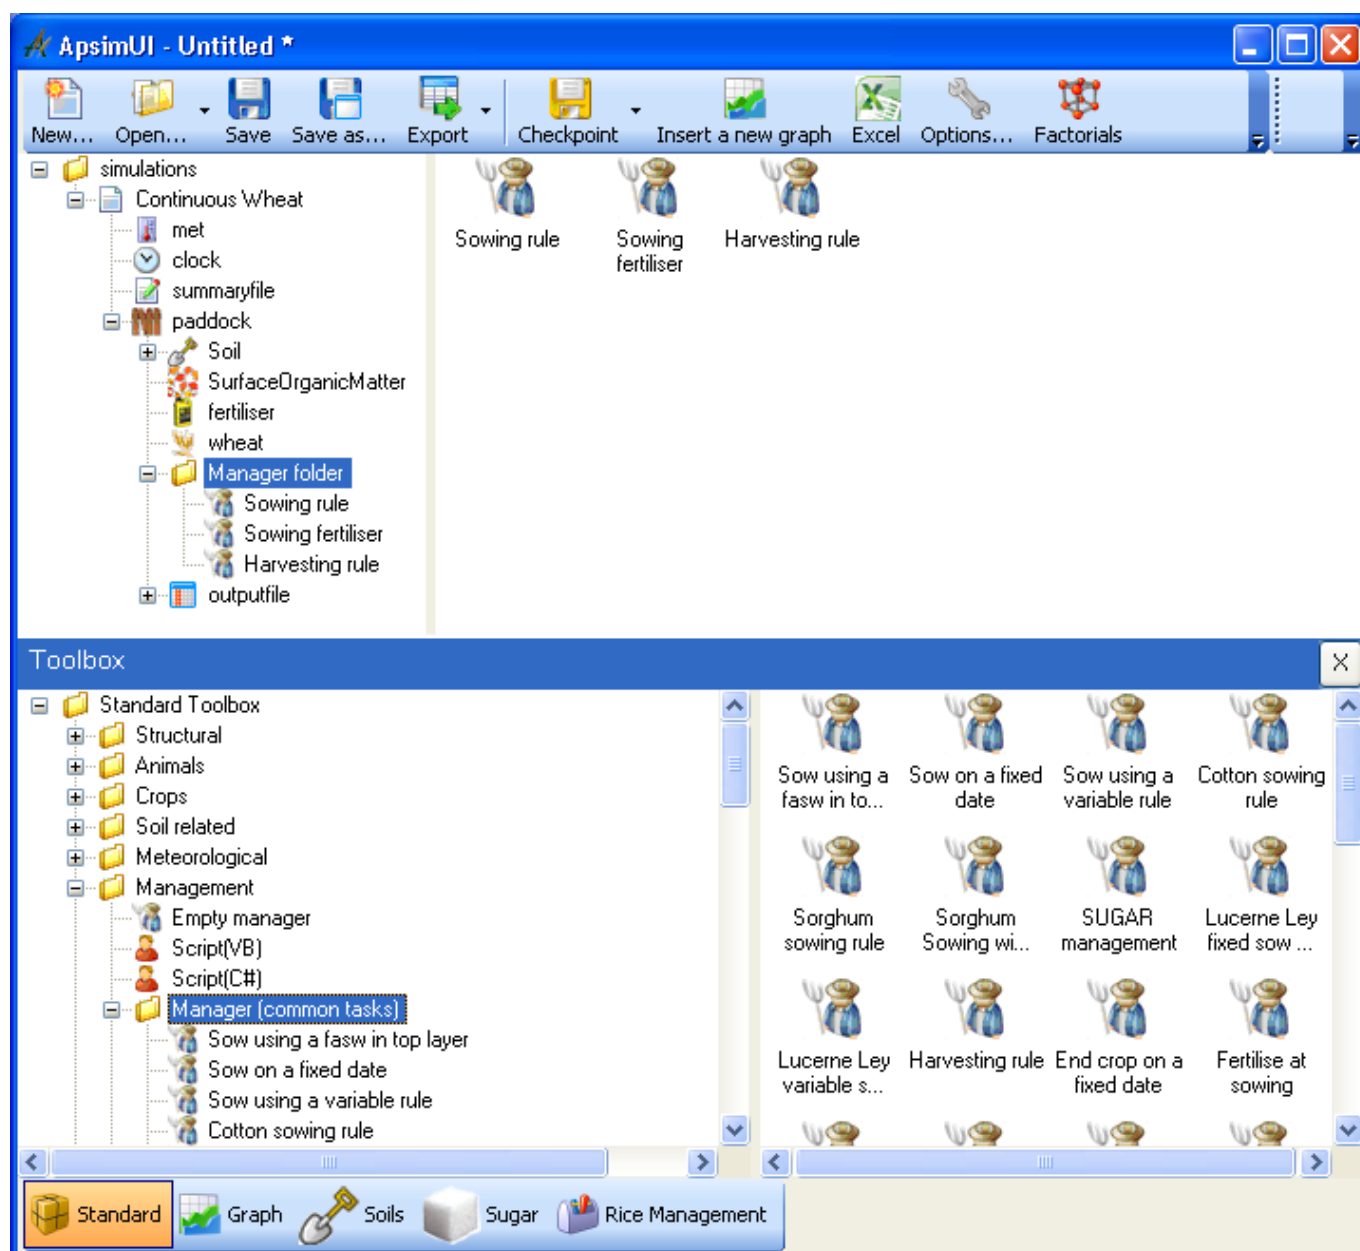 ApsimUI - Untitled *
New... Open... Save Save as... Export Checkpoint Insert a new graph Excel Options... Factorials
simulations
Continuous Wheat
met
clock
summaryfile
paddock
Soil
SurfaceOrganicMatter
fertiliser
wheat
Manager folder
Sowing rule
Sowing fertiliser
Harvesting rule
outputfile
Sowing rule Sowing Harvesting rule
fertiliser
Toolbox
Standard Toolbox
Structural
Animals
Crops
Soil related
Meteorological
Management
Empty manager
Script(VB)
Script(C#)
Manager (common tasks)
Sow using a fasw in top layer
Sow on a fixed date
Sow using a variable rule
Cotton sowing rule
Sow using a Sow on a fixed Sow using a Cotton sowing
fasw in to... date variable rule rule
Sorghum Sorghum SUGAR Lucerne Ley
sowing rule Sowing wi... management fixed sow ...
Lucerne Ley Harvesting rule End crop on a Fertilise at
variable s... fixed date sowing
Standard Graph Soils Sugar Rice Management